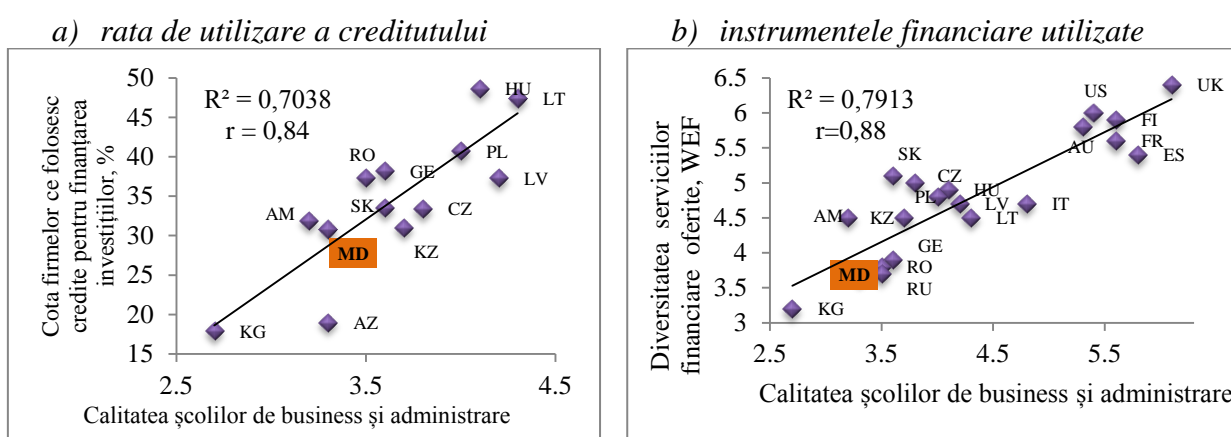 a) rata de utilizare a creditutului
Cota firmelor ce folosesc
credite pentru finanțarea
investițiilor, %
50
45
40
35
30
25
20
15
R² = 0,7038
r = 0,84
HU
LT
RO
GE
PL
LV
AM
SK
CZ
MD
KZ
KG
AZ
2.5
3.5
4.5
Calitatea școlilor de business și administrare
b) instrumentele financiare utilizate
Diversitatea serviciilor
financiare oferite, WEF
6.5
6
5.5
5
4.5
4
3.5
3
R² = 0,7913
r=0,88
US
UK
FI
AU
FR
ES
SK
CZ
PL
HU
AM
KZ
LV
LT
IT
GE
MD
RO
RU
KG
2.5
3.5
4.5
5.5
Calitatea școlilor de business și administrare